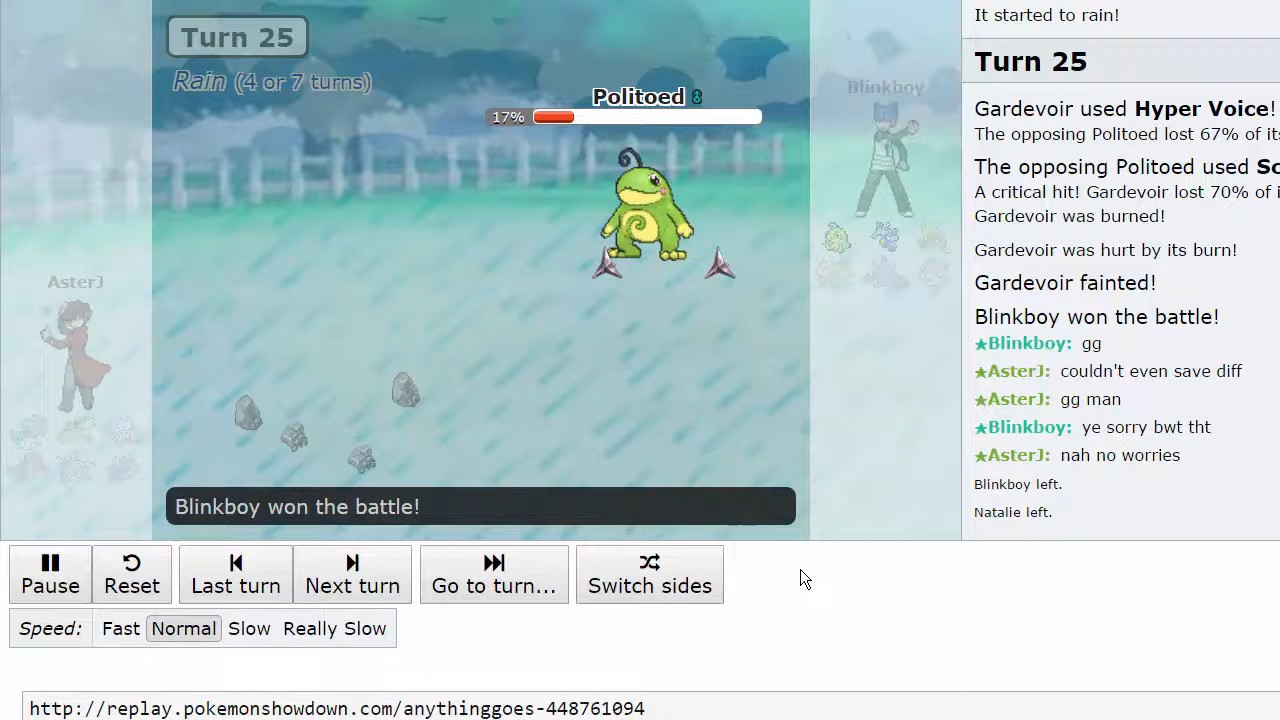 Turn 25
Rain (4 or 7 turns)
Politoed
17%
Blinkboy
AsterJ
Blinkboy won the battle!
It started to rain!
Turn 25
Gardevoir used Hyper Voice!
The opposing Politoed lost 67% of its
The opposing Politoed used Sc
A critical hit! Gardevoir lost 70% of i
Gardevoir was burned!
Gardevoir was hurt by its burn!
Gardevoir fainted!
Blinkboy won the battle!
★Blinkboy: gg
★AsterJ: couldn't even save diff
★AsterJ: gg man
★Blinkboy: ye sorry bwt tht
★AsterJ: nah no worries
Blinkboy left.
Natalie left.
Pause
Reset
Last turn
Next turn
Go to turn...
Switch sides
Speed: Fast Normal Slow Really Slow
http://replay.pokemonshowdown.com/anythinggoes-448761094